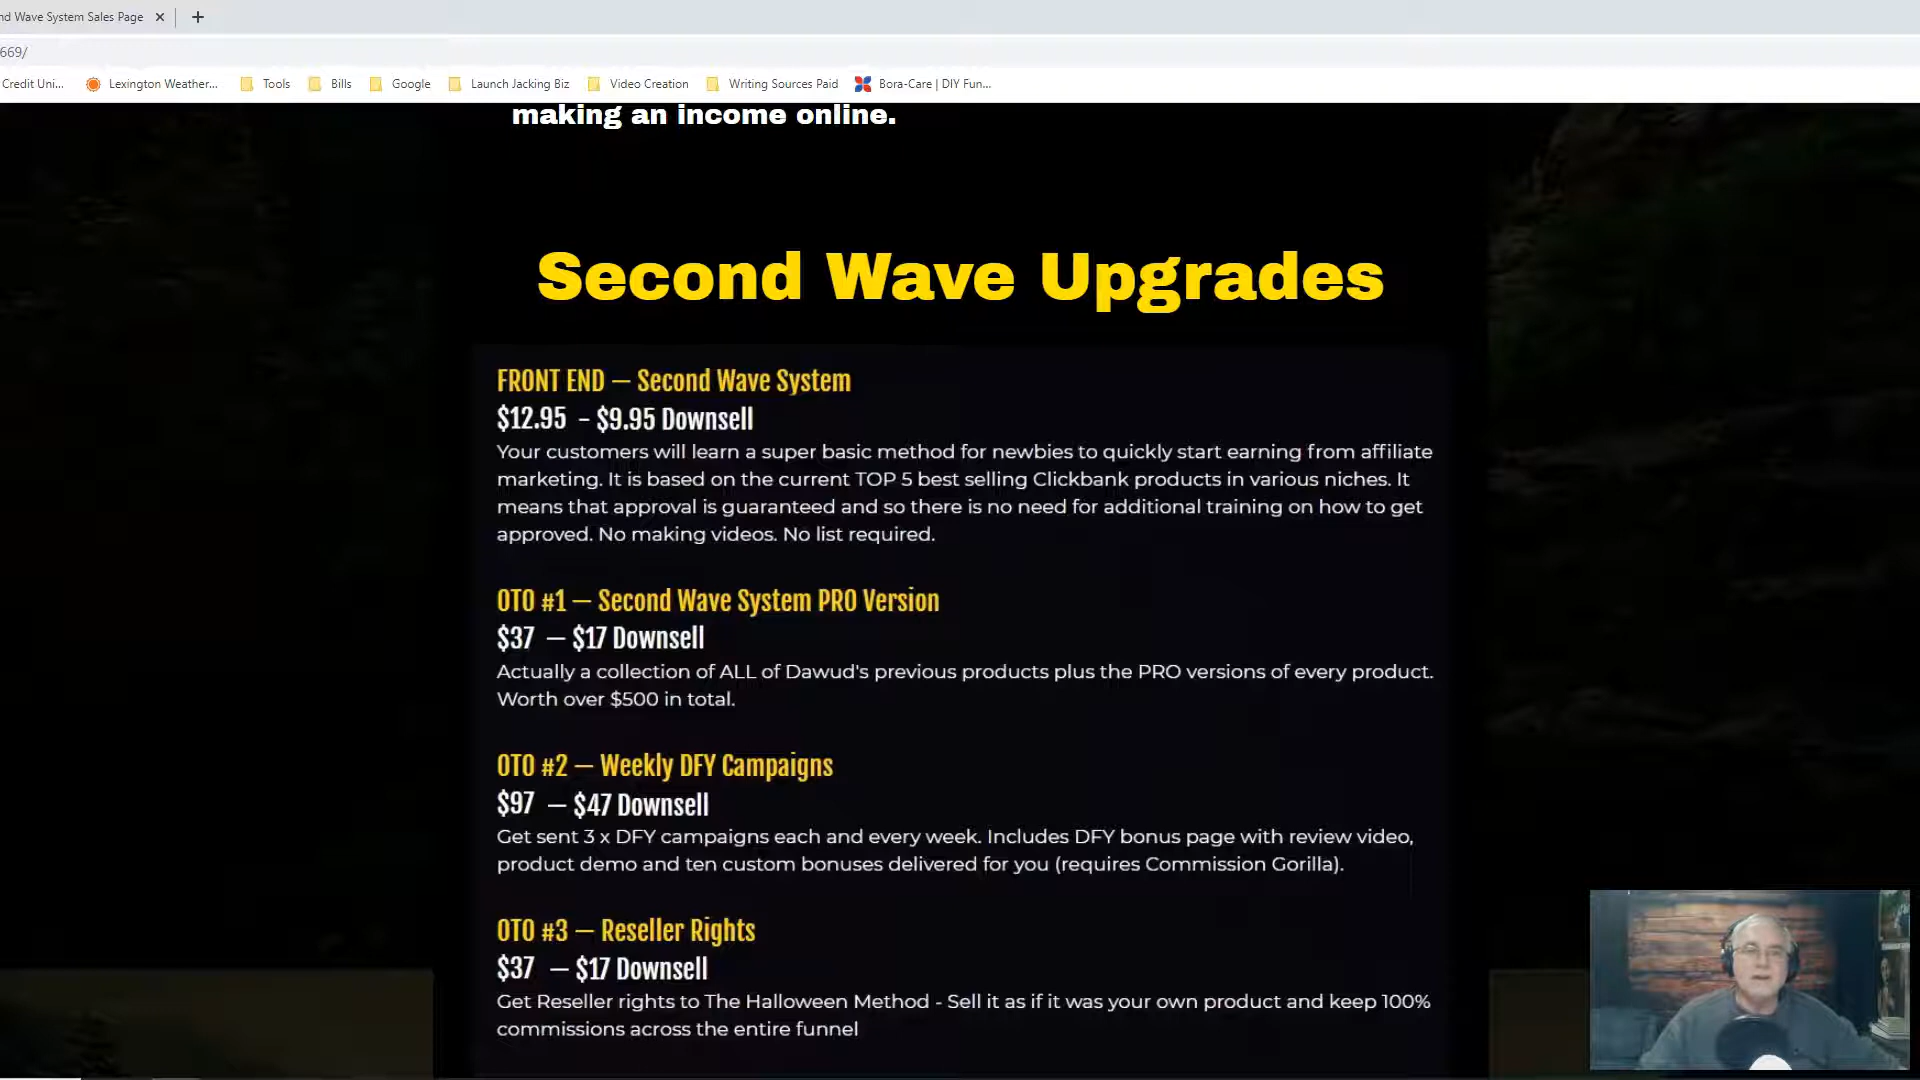 nd Wave System Sales Page
669/
Credit Uni... Lexington Weather... Tools Bills Google Launch Jacking Biz Video Creation Writing Sources Paid Bora-Care | DIY Fun...
making an income online.
Second Wave Upgrades
FRONT END — Second Wave System
$12.95 – $9.95 Downsell
Your customers will learn a super basic method for newbies to quickly start earning from affiliate
marketing. It is based on the current TOP 5 best selling Clickbank products in various niches. It
means that approval is guaranteed and so there is no need for additional training on how to get
approved. No making videos. No list required.
OTO #1 — Second Wave System PRO Version
$37 — $17 Downsell
Actually a collection of ALL of Dawud's previous products plus the PRO versions of every product.
Worth over $500 in total.
OTO #2 — Weekly DFY Campaigns
$97 — $47 Downsell
Get sent 3 x DFY campaigns each and every week. Includes DFY bonus page with review video,
product demo and ten custom bonuses delivered for you (requires Commission Gorilla).
OTO #3 — Reseller Rights
$37 — $17 Downsell
Get Reseller rights to The Halloween Method - Sell it as if it was your own product and keep 100%
commissions across the entire funnel